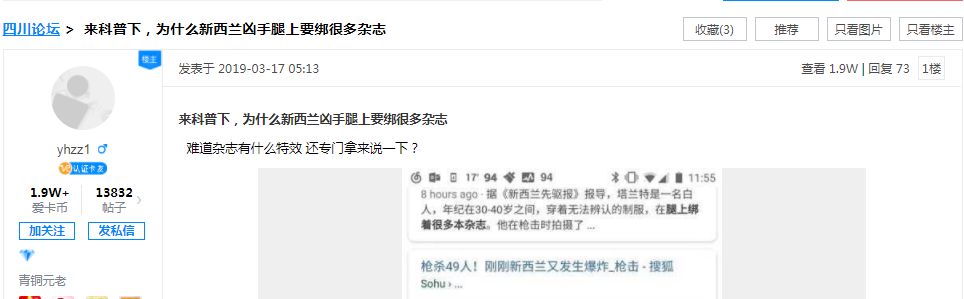 四川论坛 > 来科普下，为什么新西兰凶手腿上要绑很多杂志
收藏(3) 推荐 只看图片 只看楼主
楼主
发表于 2019-03-17 05:13
查看 1.9W | 回复 73 1楼
yhzz1
认证卡友
1.9W+ 13832
爱卡币 帖子
加关注 发私信
青铜元老
来科普下，为什么新西兰凶手腿上要绑很多杂志
难道杂志有什么特效 还专门拿来说一下？
17' 94 94 11:55
8 hours ago · 据《新西兰先驱报》报导，塔兰特是一名白
人，年纪在30-40岁之间，穿着无法辨认的制服，在腿上绑
着很多本杂志。他在枪击时拍摄了 ...
枪杀49人！刚刚新西兰又发生爆炸_枪击 - 搜狐
Sohu › ...